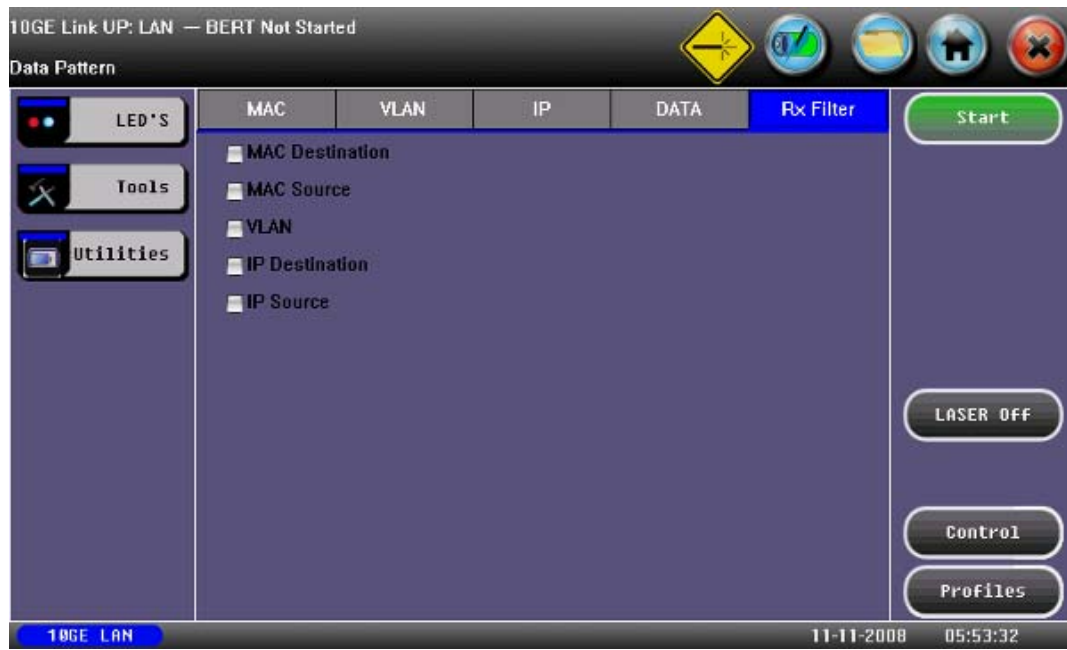 10GE Link UP: LAN — BERT Not Started
Data Pattern
LED'S
Tools
Utilities
MAC VLAN IP DATA Rx Filter
MAC Destination
MAC Source
VLAN
IP Destination
IP Source
Start
LASER Off
Control
Profiles
10GE LAN
11-11-2008 05:53:32